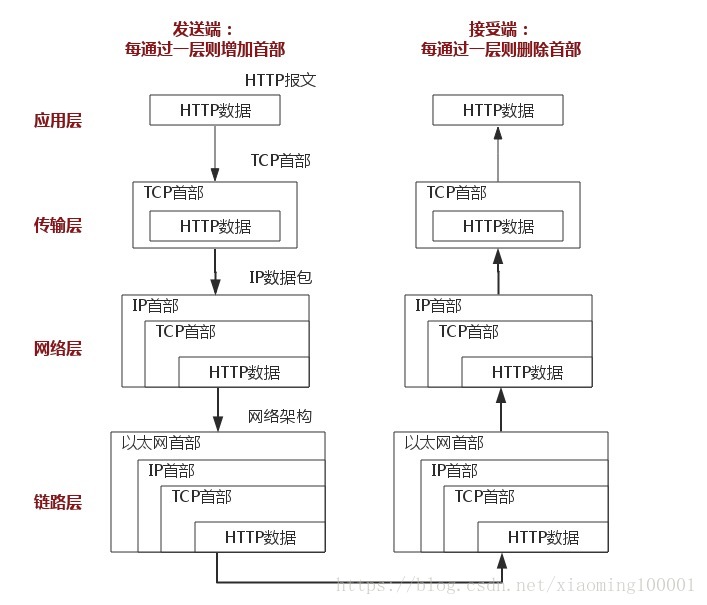 发送端：
每通过一层则增加首部
接受端：
每通过一层则删除首部
HTTP报文
应用层
HTTP数据
HTTP数据
TCP首部
传输层
TCP首部
HTTP数据
TCP首部
HTTP数据
IP数据包
网络层
IP首部
TCP首部
HTTP数据
IP首部
TCP首部
HTTP数据
网络架构
链路层
以太网首部
IP首部
TCP首部
HTTP数据
以太网首部
IP首部
TCP首部
HTTP数据
https://blog.csdn.net/xiaoming100001